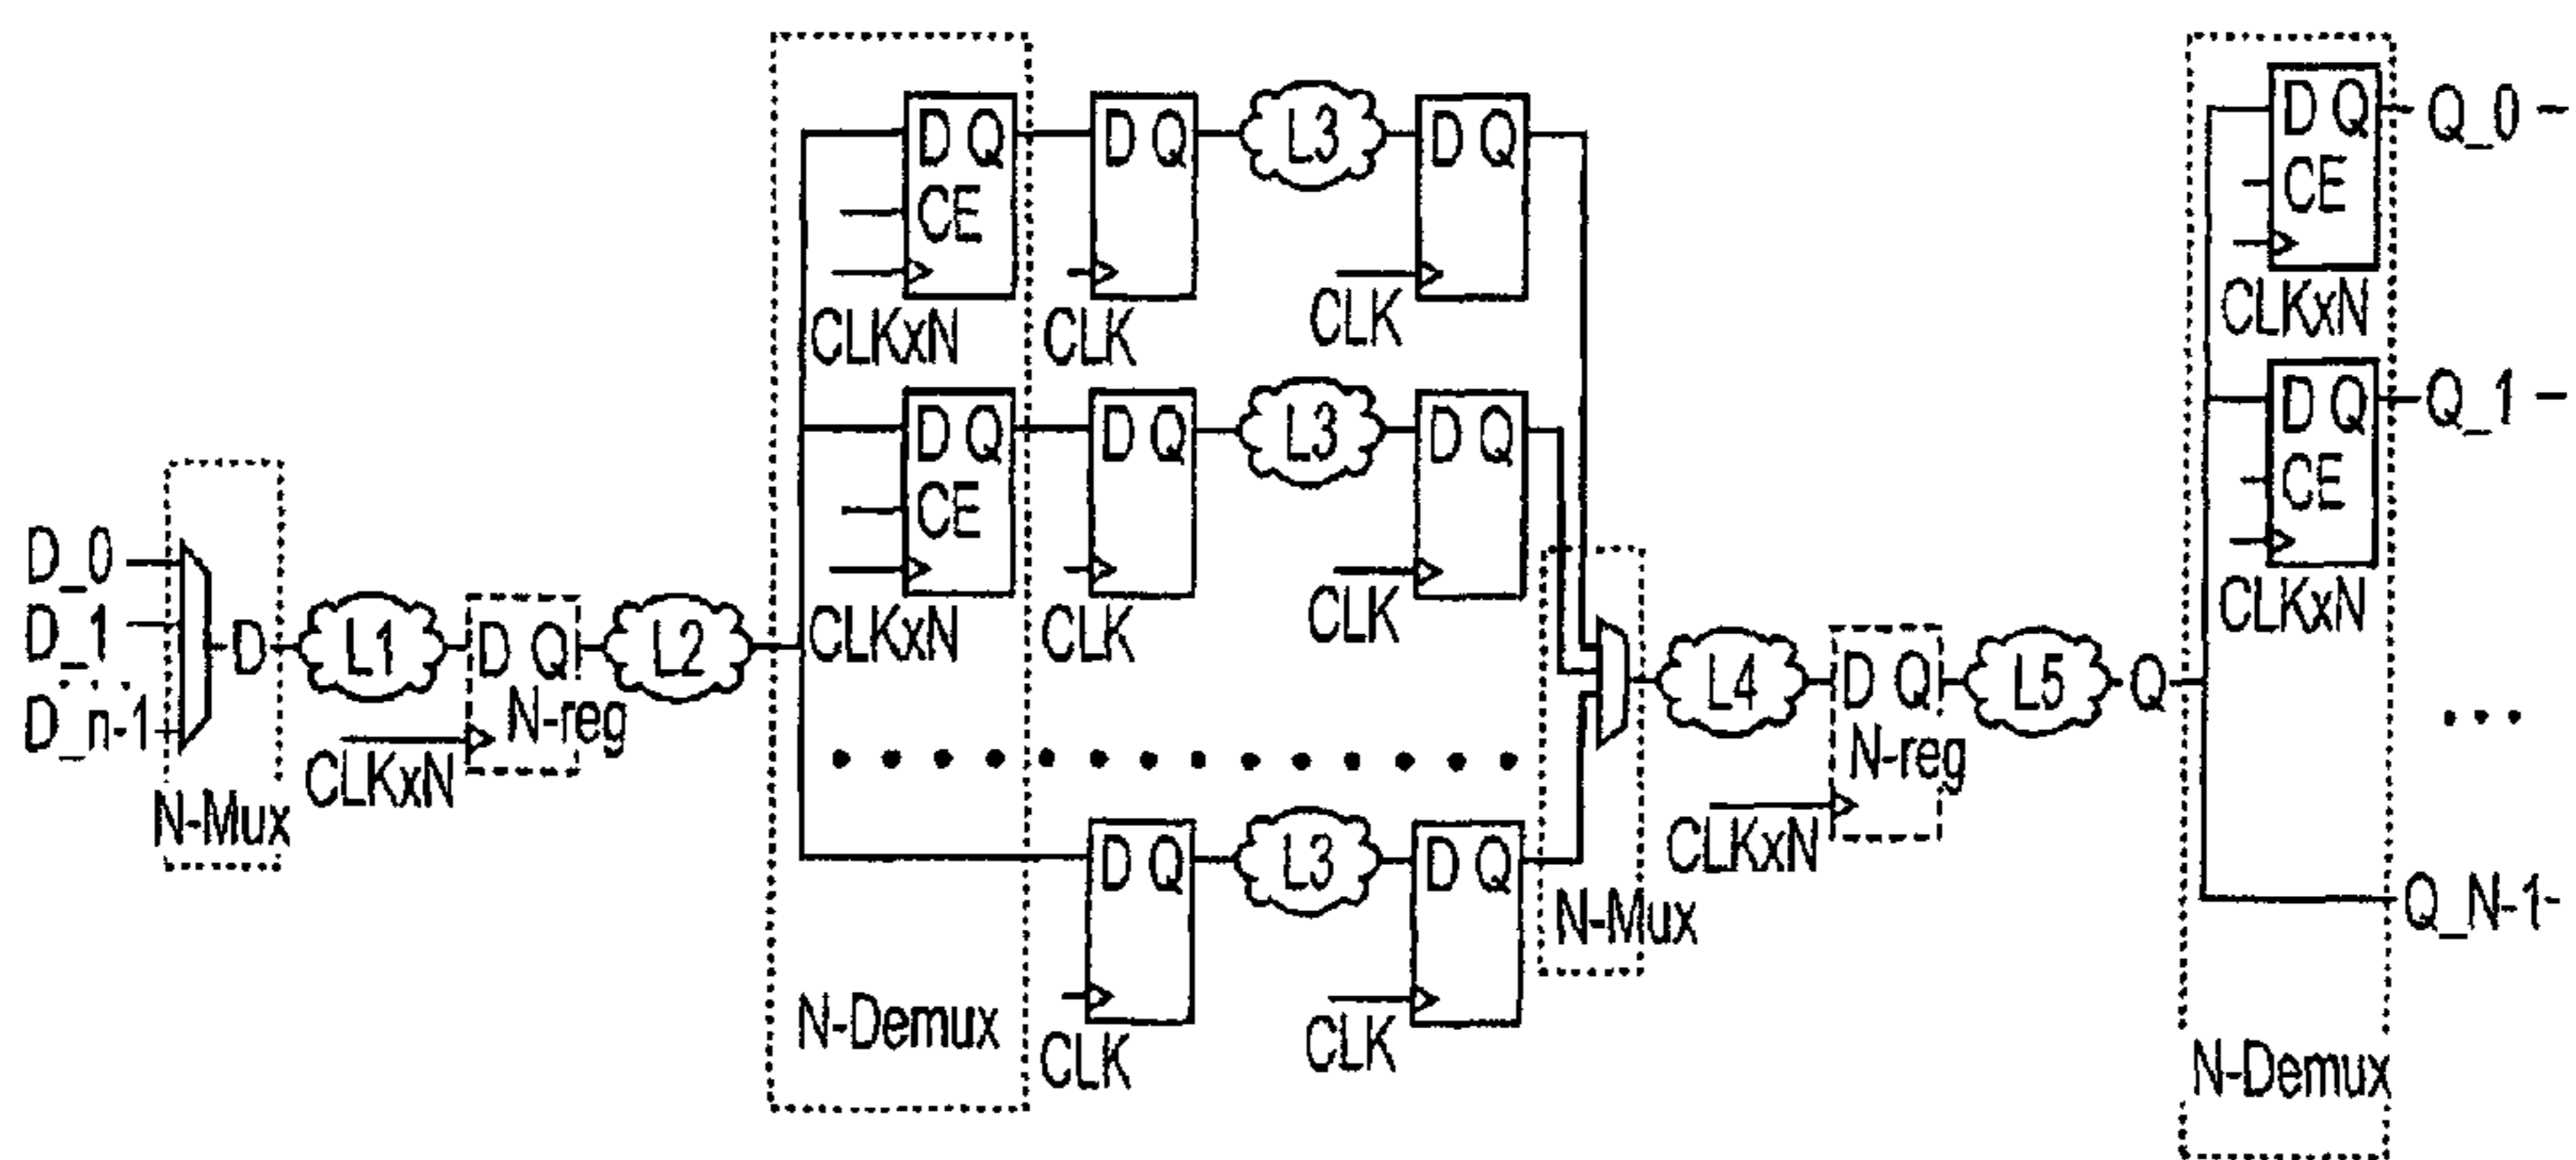 D Q L3 D Q
D Q Q_0
CE
CE
CLKxN CLK CLK
CLKxN
D Q D Q L3 D Q
D Q Q_1
CE
CE
CLKxN CLK CLK
CLKxN
D_0
D_1
D_n-1
D L1 D Q L2
N-reg
CLKxN
N-Mux
L4 D Q L5 Q
N-reg
CLKxN
...
D Q L3 D Q
N-Mux
Q_N-1
CLK CLK
N-Demux
N-Demux